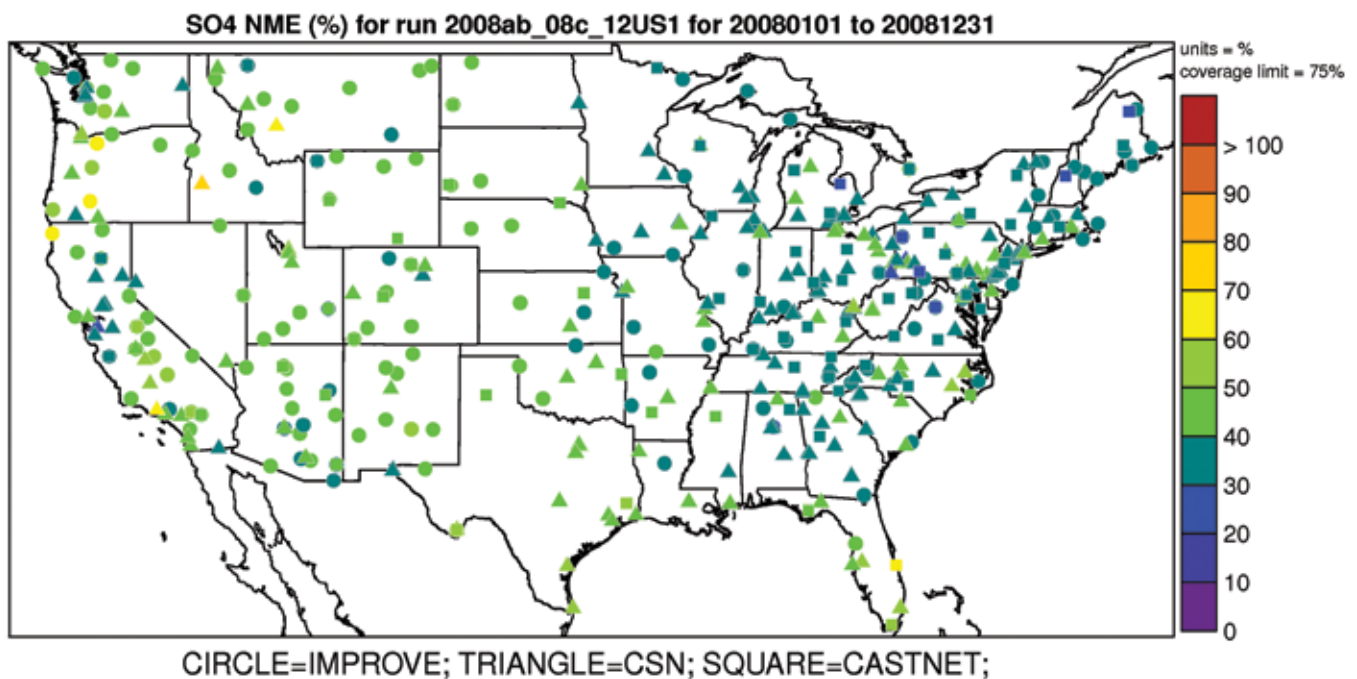 SO4 NME (%) for run 2008ab_08c_12US1 for 20080101 to 20081231
units = %
coverage limit = 75%
> 100
90
80
70
60
50
40
30
20
10
0
CIRCLE=IMPROVE; TRIANGLE=CSN; SQUARE=CASTNET;